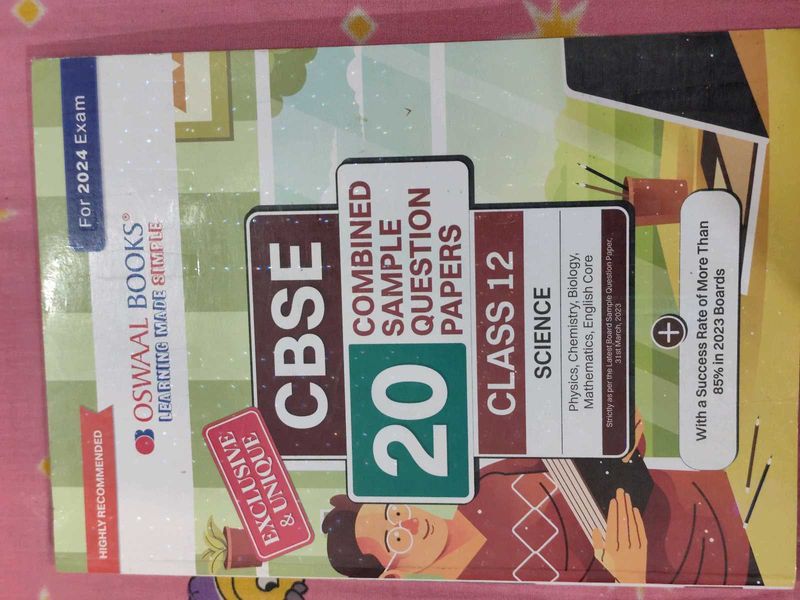 For 2024 Exam
HIGHLY RECOMMENDED
OSWAAL BOOKS®
LEARNING MADE SIMPLE
EXCLUSIVE
& UNIQUE
CBSE
20
COMBINED
SAMPLE
QUESTION
PAPERS
CLASS 12
SCIENCE
Physics, Chemistry, Biology,
Mathematics, English Core
Strictly as per the Latest Board Sample Question Paper,
31st March, 2023
+
With a Success Rate of More Than
85% in 2023 Boards